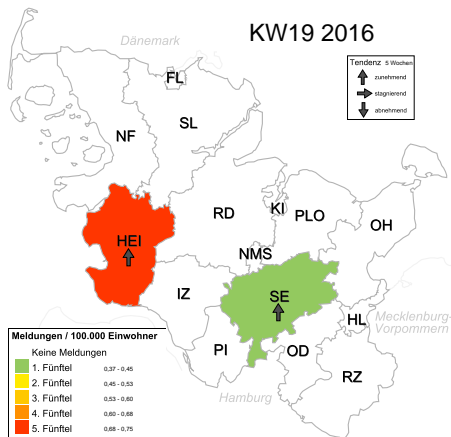 KW19 2016
Dänemark
Tendenz 5 Wochen
zunehmend
stagnierend
abnehmend
FL
SL
NF
RD
KI
PLO
OH
HEI
NMS
IZ
SE
HL
Mecklenburg-
Vorpommern
PI
OD
RZ
Hamburg
Meldungen / 100.000 Einwohner
Keine Meldungen
1. Fünftel 0,37 - 0,45
2. Fünftel 0,45 - 0,53
3. Fünftel 0,53 - 0,60
4. Fünftel 0,60 - 0,68
5. Fünftel 0,68 - 0,75